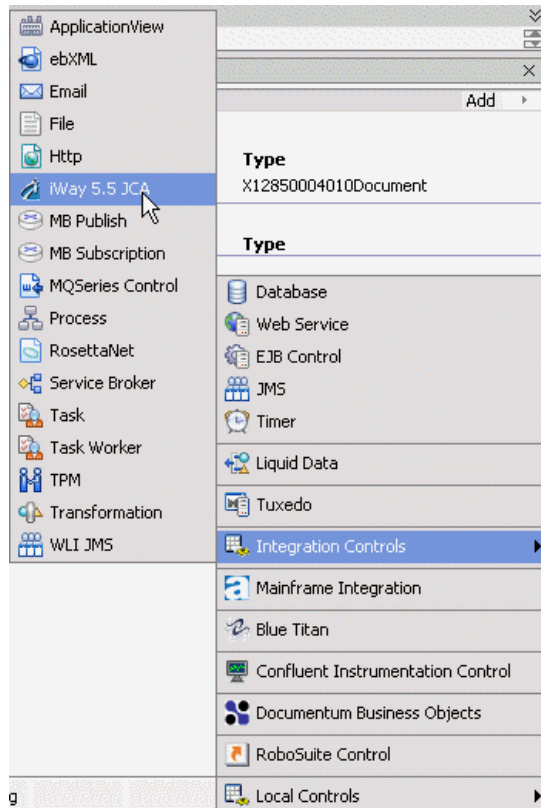 ApplicationView
ebXML
Email
File
Http
iWay 5.5 JCA
MB Publish
MB Subscription
MQSeries Control
Process
RosettaNet
Service Broker
Task
Task Worker
TPM
Transformation
WLI JMS
Add
Type
X12850004010Document
Type
Database
Web Service
EJB Control
JMS
Timer
Liquid Data
Tuxedo
Integration Controls
Mainframe Integration
Blue Titan
Confluent Instrumentation Control
Documentum Business Objects
RoboSuite Control
Local Controls
g